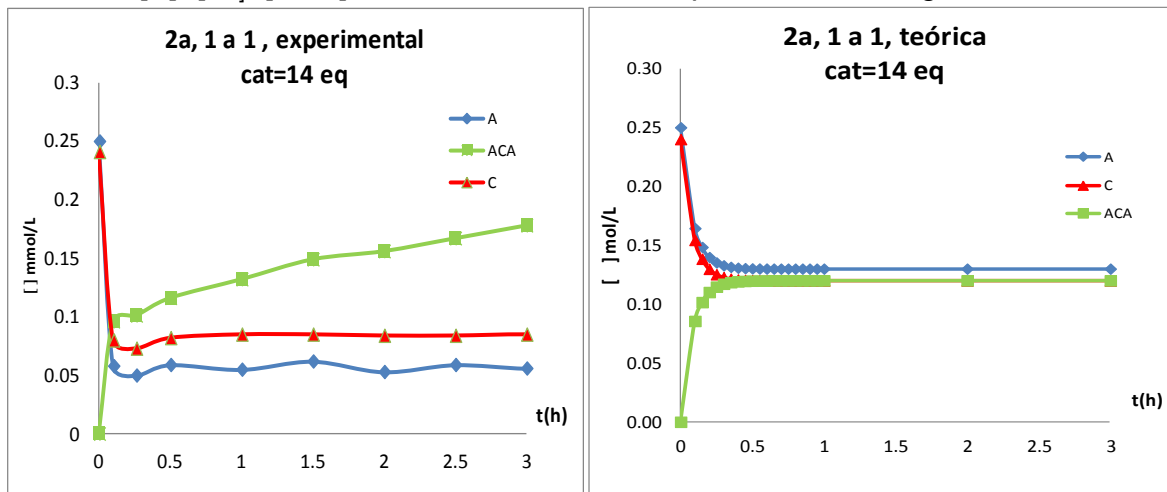 2a, 1 a 1 , experimental
cat=14 eq
[ ] mmol/L
0.3
0.25
0.2
0.15
0.1
0.05
0
A
ACA
C
t(h)
0 0.5 1 1.5 2 2.5 3
2a, 1 a 1, teórica
cat=14 eq
[ ] mol/L
0.30
0.25
0.20
0.15
0.10
0.05
0.00
A
C
ACA
t(h)
0 0.5 1 1.5 2 2.5 3